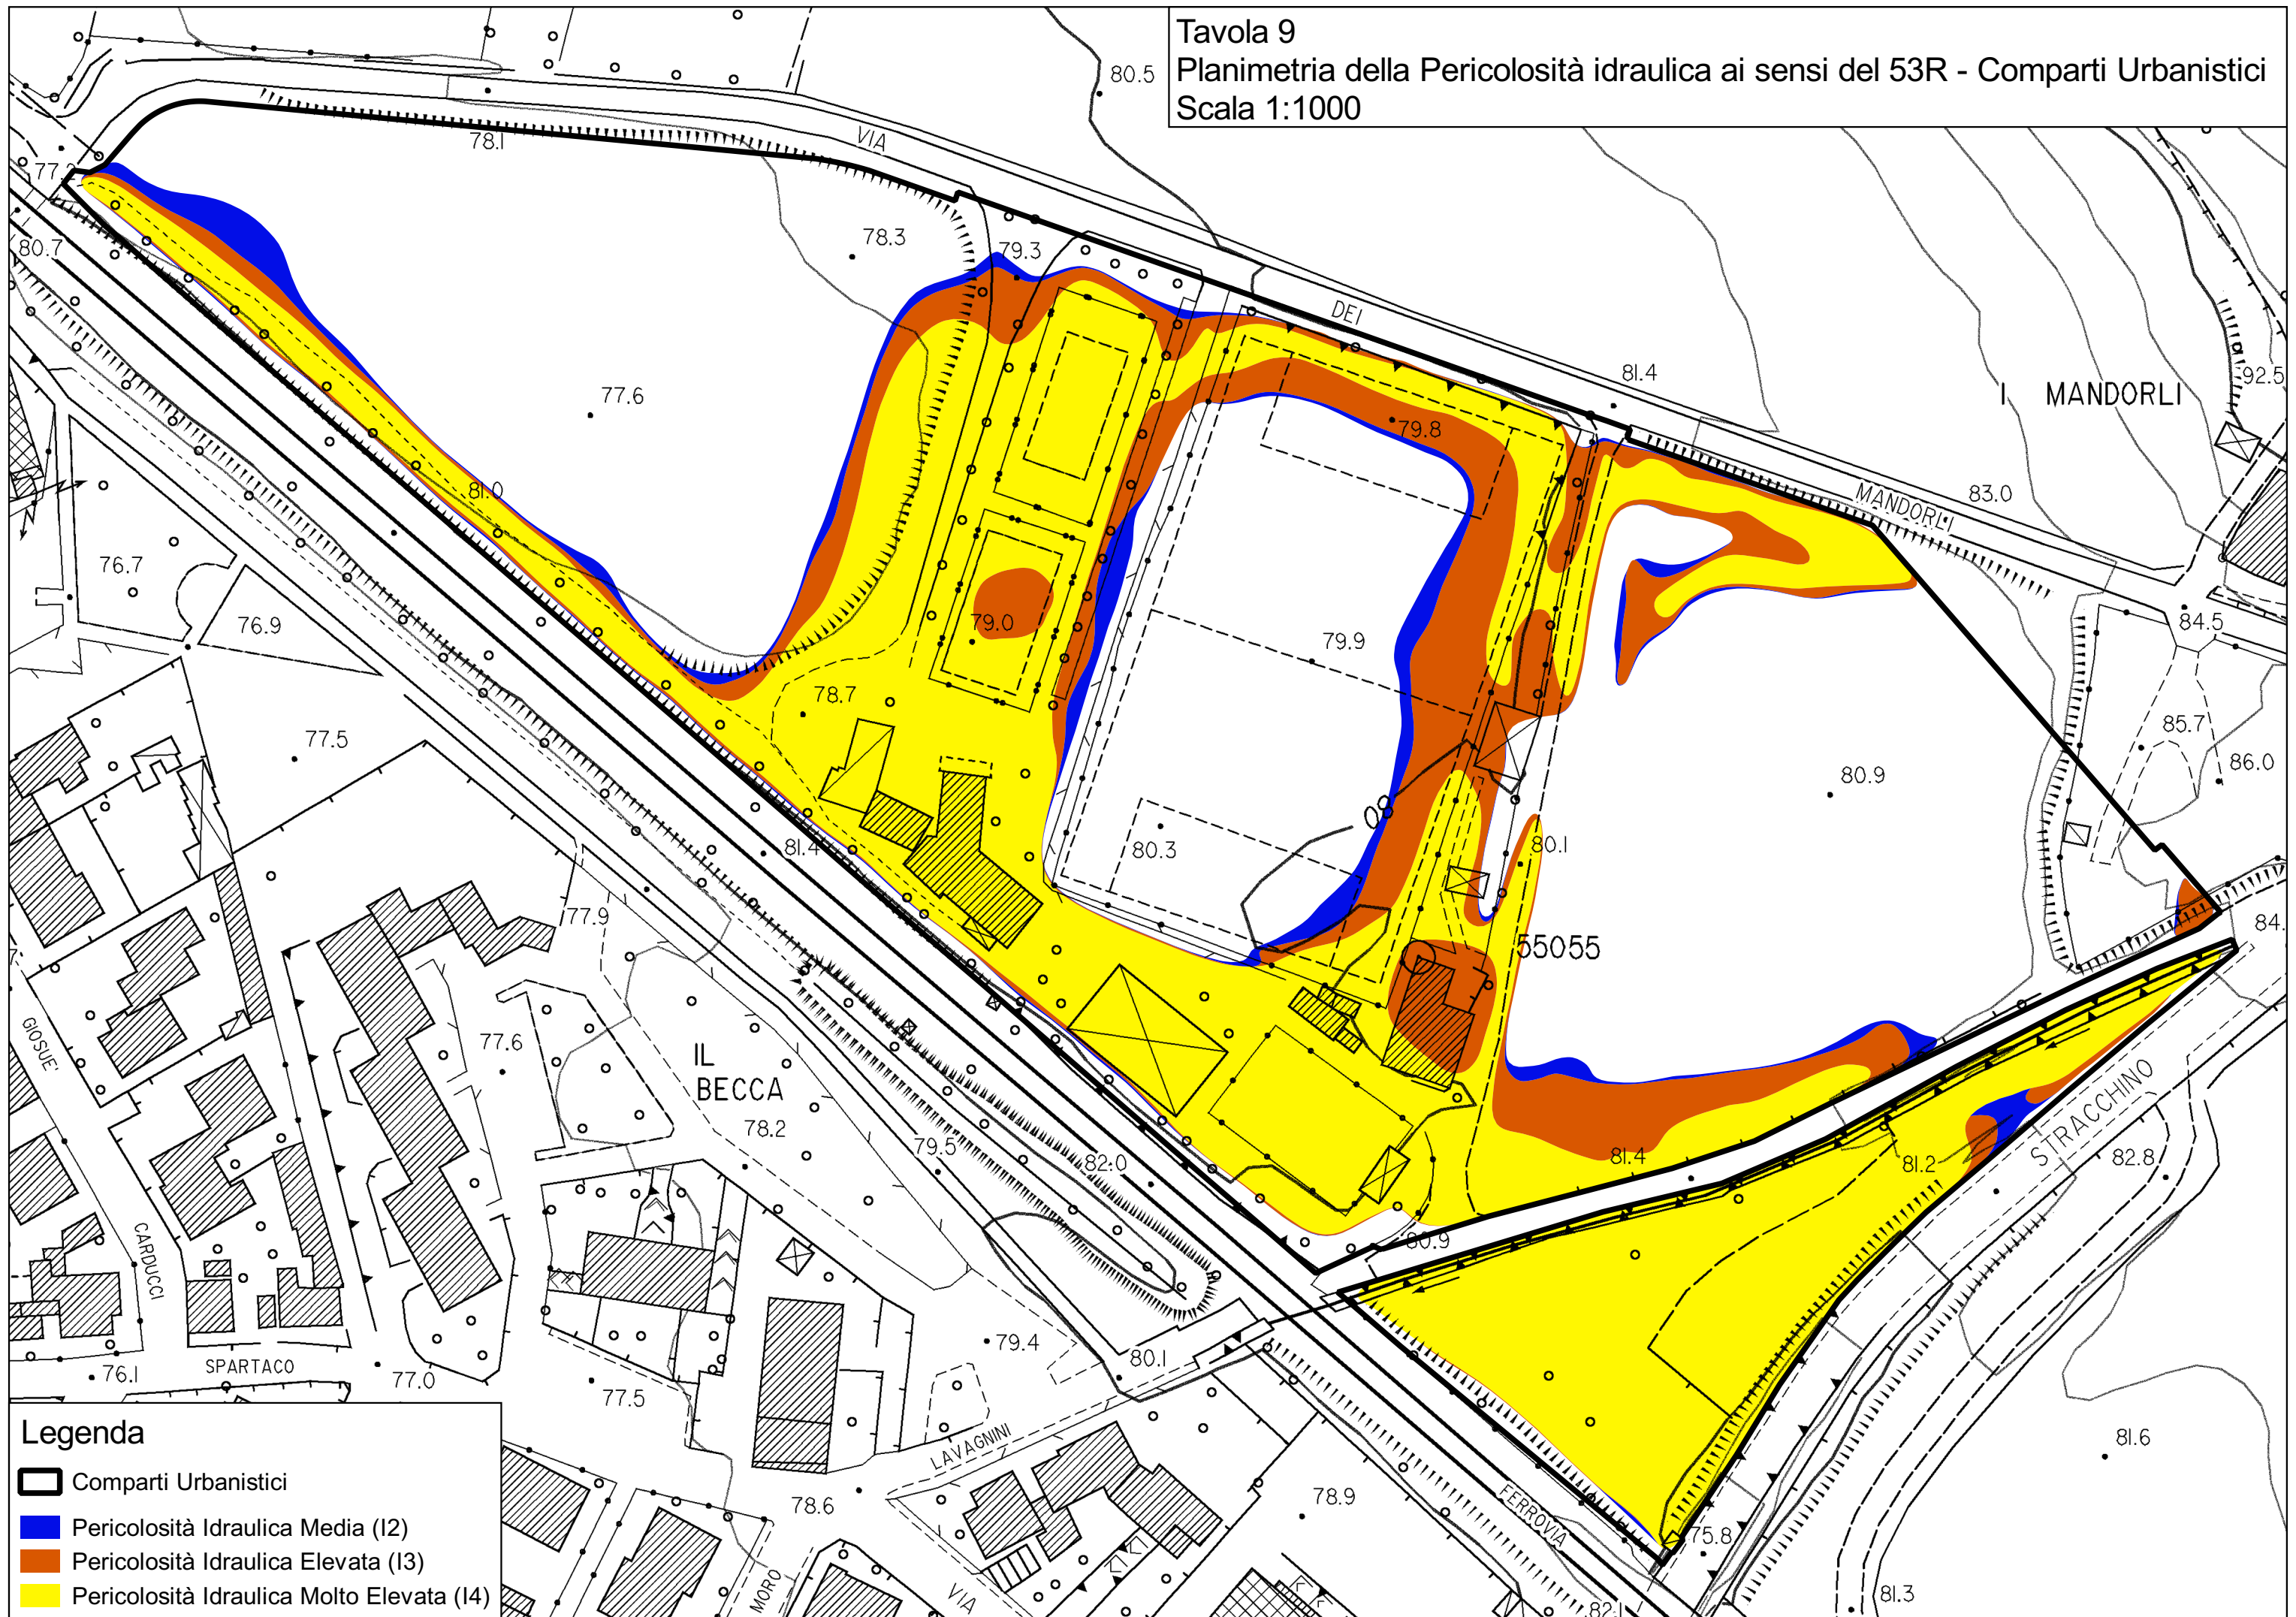 Tavola 9
Planimetria della Pericolosità idraulica ai sensi del 53R - Comparti Urbanistici
Scala 1:1000
80.5
78.1
VIA
77.
80.7
78.3
79.3
DEI
81.4
92.5
I MANDORLI
77.6
79.8
81.0
MANDORLI
83.0
76.7
76.9
79.0
79.9
84.5
78.7
77.5
85.7
86.0
80.9
81.4
80.3
80.1
77.9
84.
55055
GIOSUE'
77.6
IL
BECCA
78.2
79.5
82.0
81.4
81.2
STRACCHINO
82.8
CARDUCCI
80.9
79.4
80.1
76.1
SPARTACO
77.0
77.5
LAVAGNINI
81.6
78.6
78.9
FERROVIA
75.8
MORO
VIA
82.1
81.3
Legenda
Comparti Urbanistici
Pericolosità Idraulica Media (I2)
Pericolosità Idraulica Elevata (I3)
Pericolosità Idraulica Molto Elevata (I4)